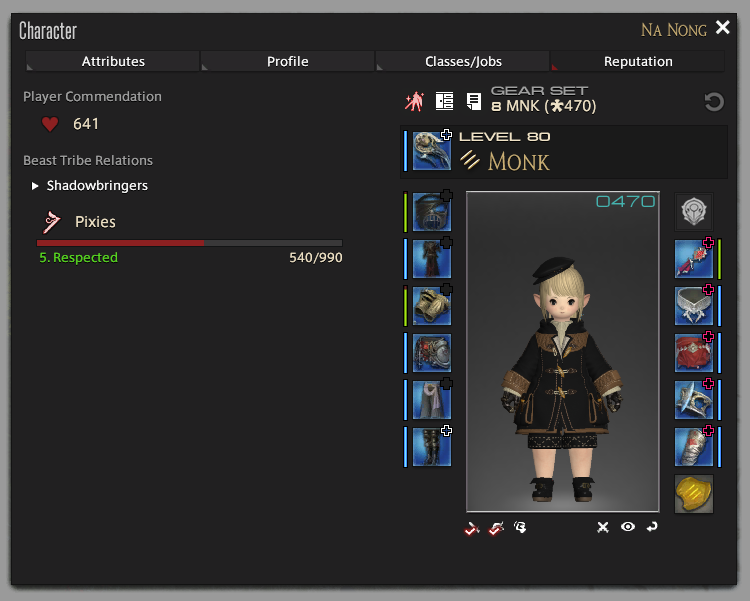 Character
Na Nong
Attributes
Profile
Classes/Jobs
Reputation
Player Commendation
641
Beast Tribe Relations
Shadowbringers
Pixies
5. Respected
540/990
GEAR SET
8 MNK (470)
LEVEL 80
Monk
0470